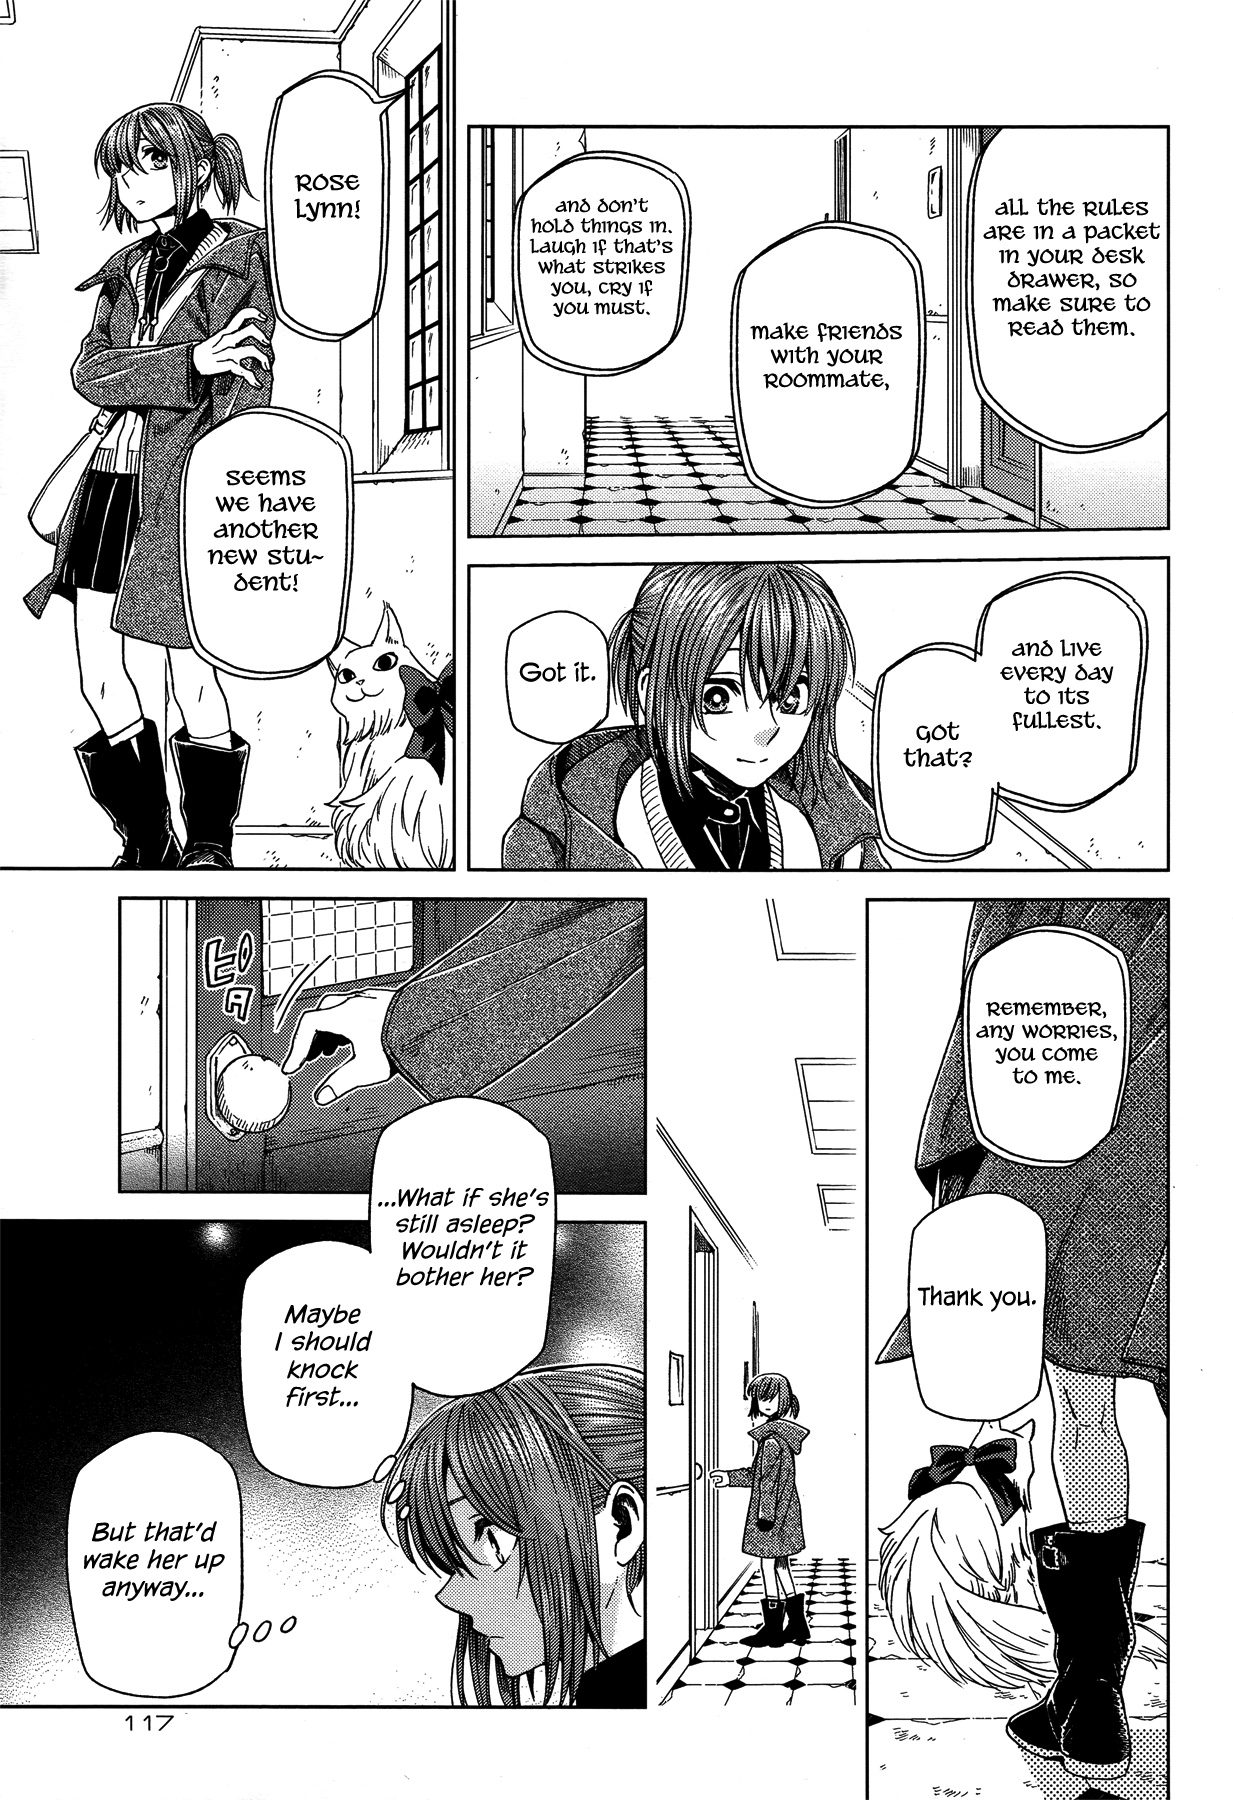 ALL THE RULES
ARE IN A PACKET
IN YOUR DESK
DRAWER, SO
MAKE SURE TO
READ THEM.
MAKE FRIENDS
WITH YOUR
ROOMMATE,
AND DON'T
HOLD THINGS IN.
LAUGH IF THAT'S
WHAT STRIKES
YOU, CRY IF
YOU MUST.
AND LIVE
EVERY DAY
TO ITS
FULLEST.
GOT
THAT?
Got it.
ROSE
LYNN!
SEEMS
WE HAVE
ANOTHER
NEW STU~
DENT!
REMEMBER,
ANY WORRIES,
YOU COME
TO ME.
Thank you.
ピタ
...What if she's
still asleep?
Wouldn't it
bother her?
Maybe
I should
knock
first...
But that'd
wake her up
anyway...
117